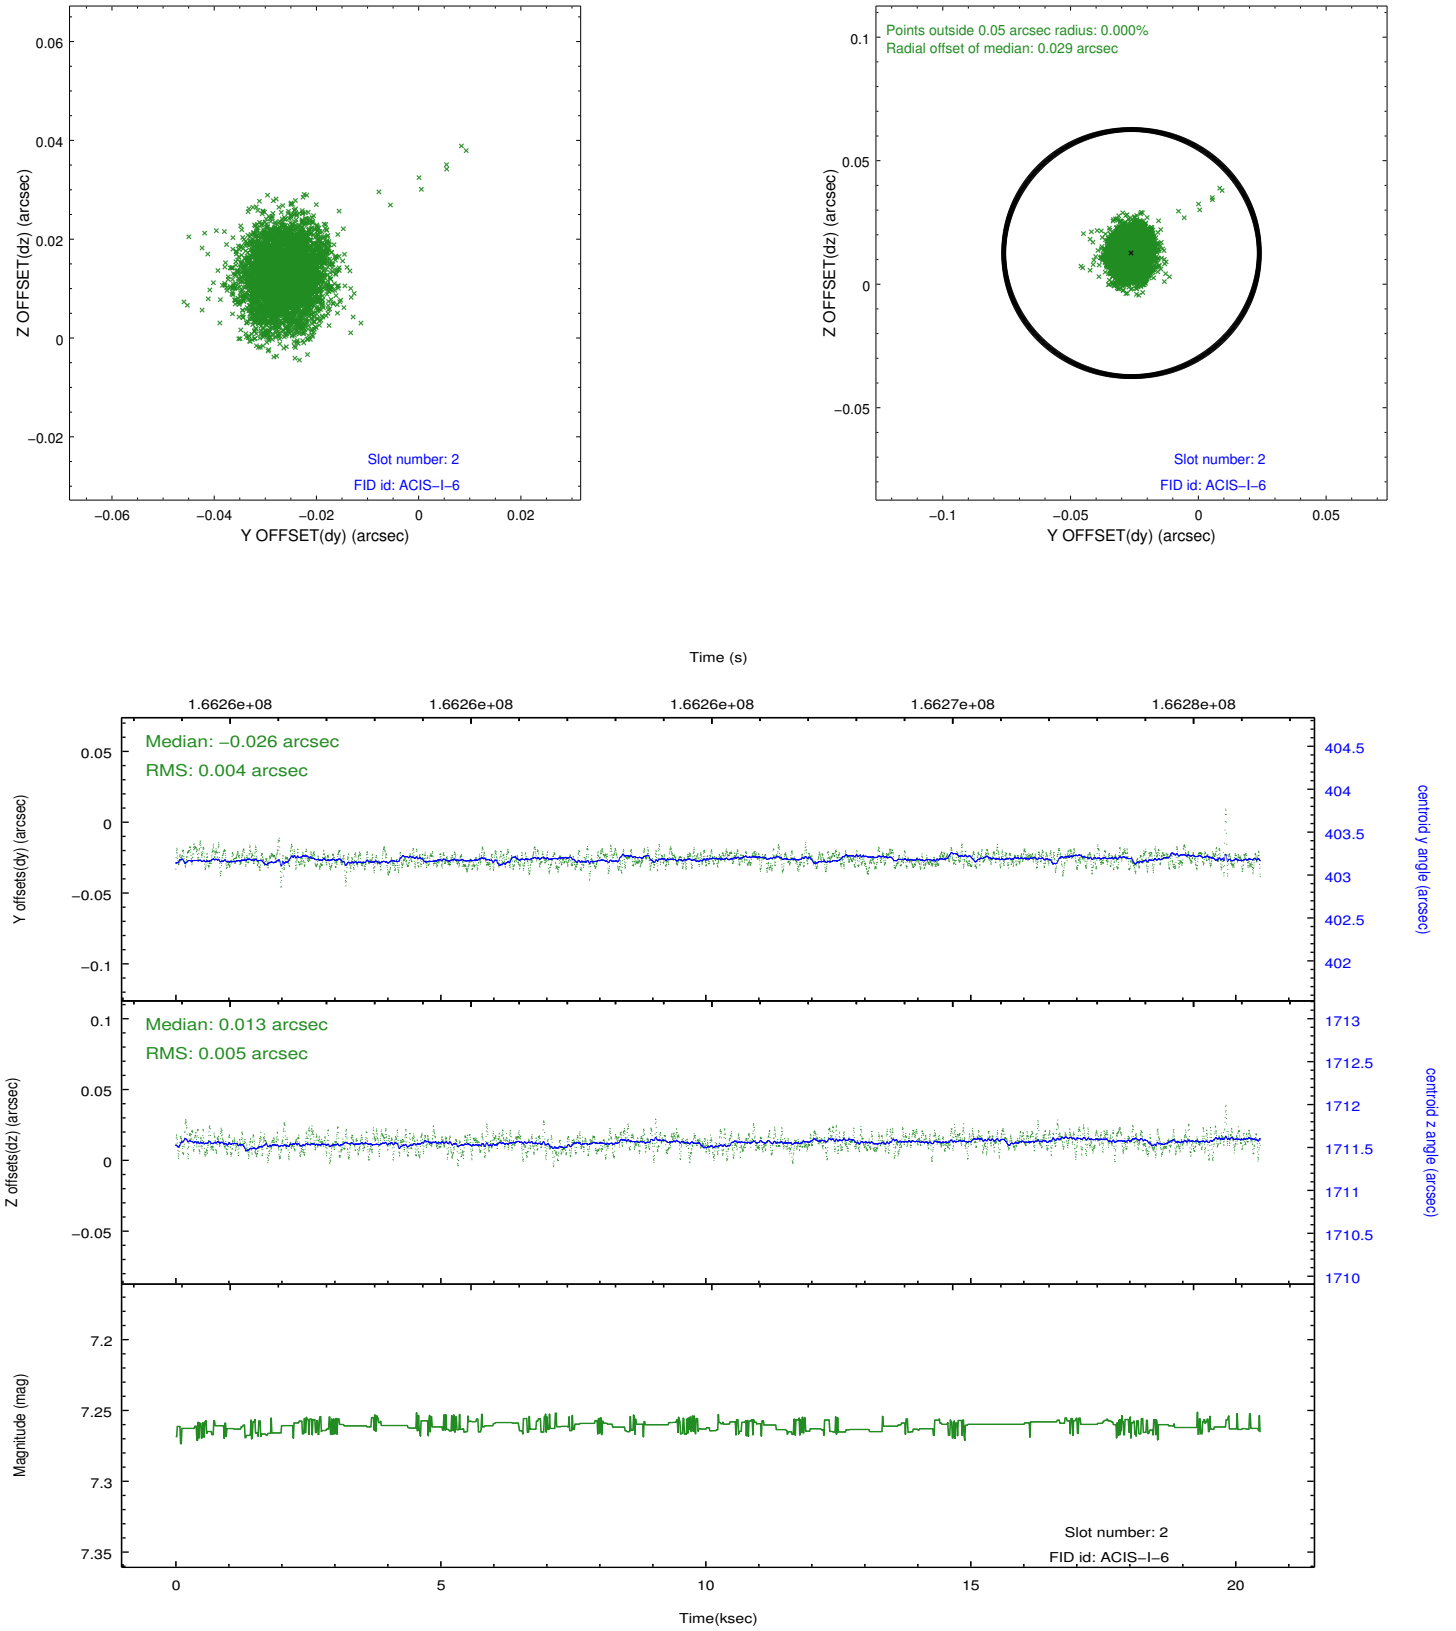 0.06
0.04
0.02
0
−0.02
Z OFFSET(dz) (arcsec)
Slot number: 2
FID id: ACIS−I−6
−0.06
−0.04
−0.02
0
0.02
Y OFFSET(dy) (arcsec)
Points outside 0.05 arcsec radius: 0.000%
Radial offset of median: 0.029 arcsec
0.1
0.05
0
−0.05
Z OFFSET(dz) (arcsec)
Slot number: 2
FID id: ACIS−I−6
−0.1
−0.05
0
0.05
Y OFFSET(dy) (arcsec)
Time (s)
1.6626e+08
1.6626e+08
1.6626e+08
1.6627e+08
1.6628e+08
Median: −0.026 arcsec
RMS: 0.004 arcsec
0.05
0
−0.05
−0.1
Y offsets(dy) (arcsec)
404.5
404
403.5
403
402.5
402
centroid y angle (arcsec)
Median: 0.013 arcsec
RMS: 0.005 arcsec
0.1
0.05
0
−0.05
Z offsets(dz) (arcsec)
1713
1712.5
1712
1711.5
1711
1710.5
1710
centroid z angle (arcsec)
7.2
7.25
7.3
7.35
Magnitude (mag)
Slot number: 2
FID id: ACIS−I−6
0
5
10
15
20
Time(ksec)